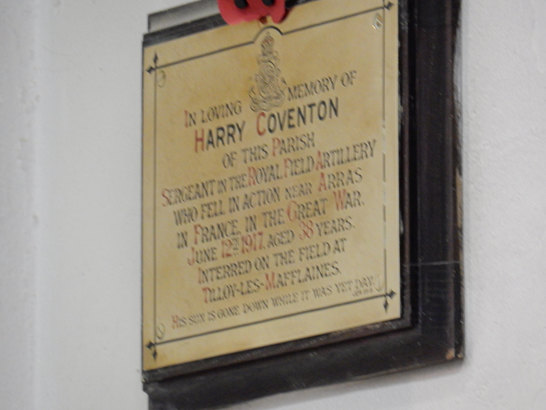 IN LOVING MEMORY OF
HARRY COVENTON
OF THIS PARISH
SERGEANT IN THE ROYAL FIELD ARTILLERY
WHO FELL IN ACTION NEAR ARRAS
IN FRANCE, IN THE GREAT WAR.
JUNE 12TH 1917. AGED 38 YEARS.
INTERRED ON THE FIELD AT
TILLOY-LES-MAFFLAINES.
HIS SUN IS GONE DOWN WHILE IT WAS YET DAY.